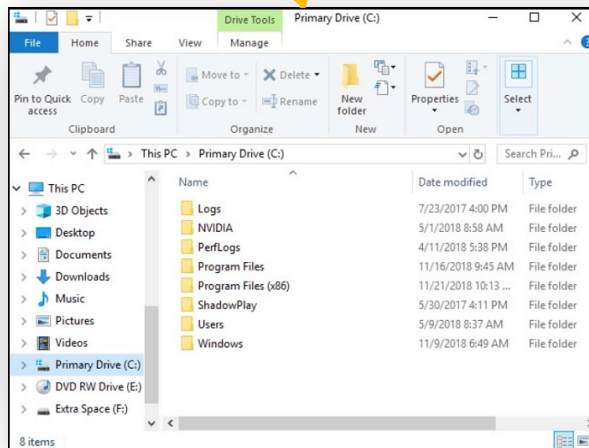 Drive Tools Primary Drive (C:)
File Home Share View Manage
Pin to Quick access
Copy
Paste
Clipboard
Move to
Copy to
Delete
Rename
Organize
New folder
New
Properties
Open
Select
This PC > Primary Drive (C:)
Search Pri...
This PC
3D Objects
Desktop
Documents
Downloads
Music
Pictures
Videos
Primary Drive (C:)
DVD RW Drive (E:)
Extra Space (F:)
Name Date modified Type
Logs 7/23/2017 4:00 PM File folder
NVIDIA 5/1/2018 8:58 AM File folder
PerfLogs 4/11/2018 5:38 PM File folder
Program Files 11/16/2018 9:45 AM File folder
Program Files (x86) 11/21/2018 10:13 ... File folder
ShadowPlay 5/30/2017 4:11 PM File folder
Users 5/9/2018 8:37 AM File folder
Windows 11/9/2018 6:49 AM File folder
8 items